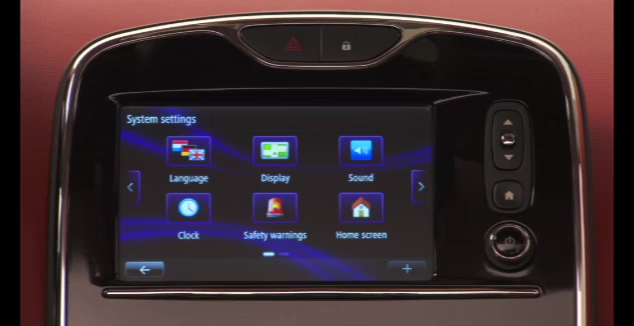 System settings
Language
Display
Sound
Clock
Safety warnings
Home screen